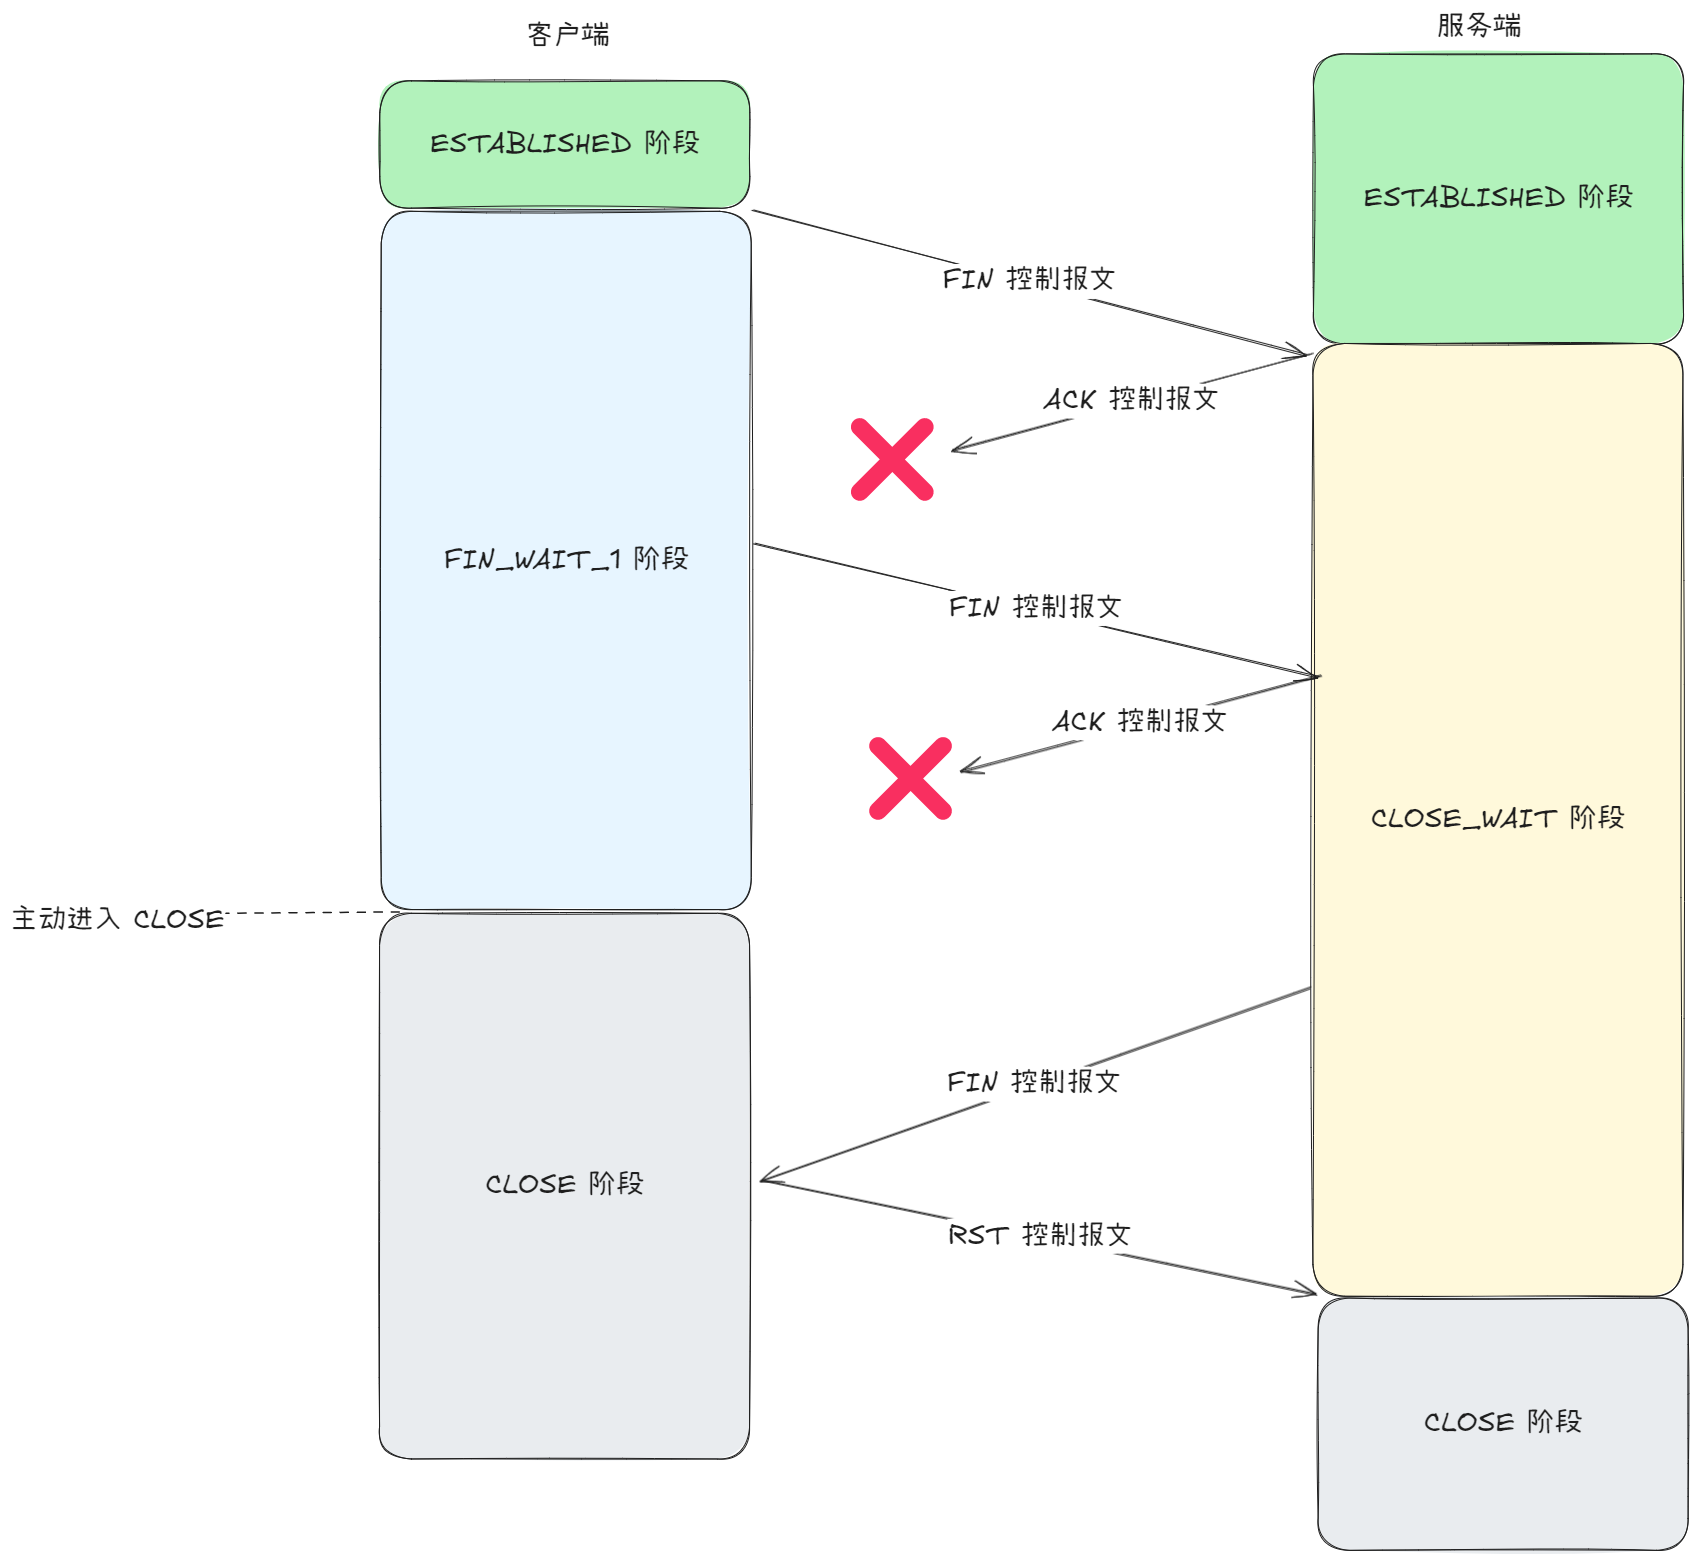 客户端
服务端
ESTABLISHED 阶段
ESTABLISHED 阶段
FIN 控制报文
ACK 控制报文
FIN_WAIT_1 阶段
FIN 控制报文
ACK 控制报文
CLOSE_WAIT 阶段
主动进入 CLOSE
FIN 控制报文
CLOSE 阶段
RST 控制报文
CLOSE 阶段